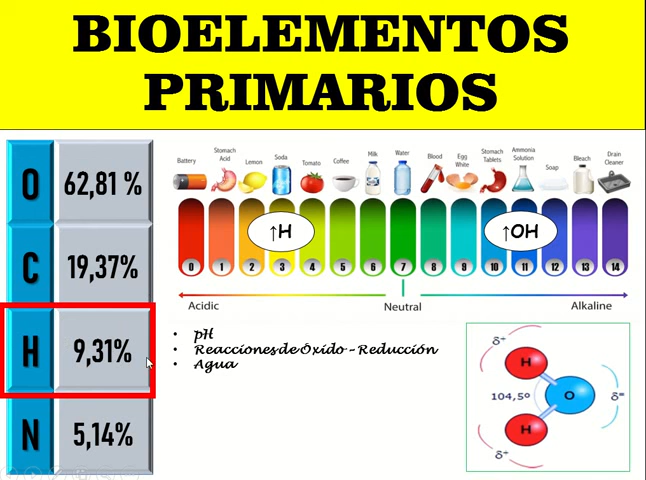 BIOELEMENTOS
PRIMARIOS
O 62,81 %
C 19,37%
H 9,31%
N 5,14%
Battery Stomach Acid Lemon Soda Tomato Coffee Milk Water Blood Egg White Stomach Tablets Ammonia Solution Soap Bleach Drain Cleaner
↑H ↑OH
0 1 2 3 4 5 6 7 8 9 10 11 12 13 14
Acidic Neutral Alkaline
• pH
• Reacciones de Óxido – Reducción
• Agua
δ+
H
104,5º O δ=
H
δ+